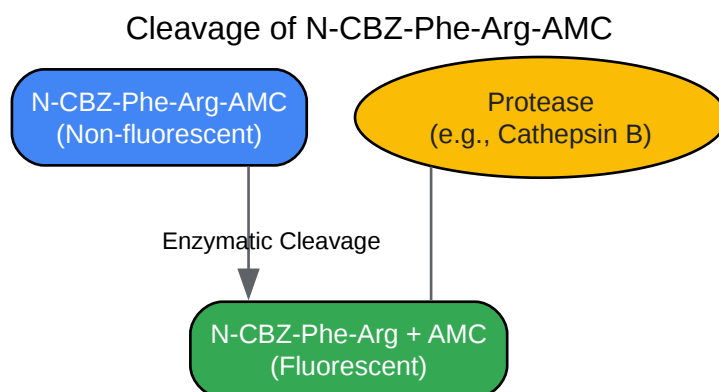 Cleavage of N-CBZ-Phe-Arg-AMC
N-CBZ-Phe-Arg-AMC
(Non-fluorescent)
Protease
(e.g., Cathepsin B)
Enzymatic Cleavage
N-CBZ-Phe-Arg + AMC
(Fluorescent)